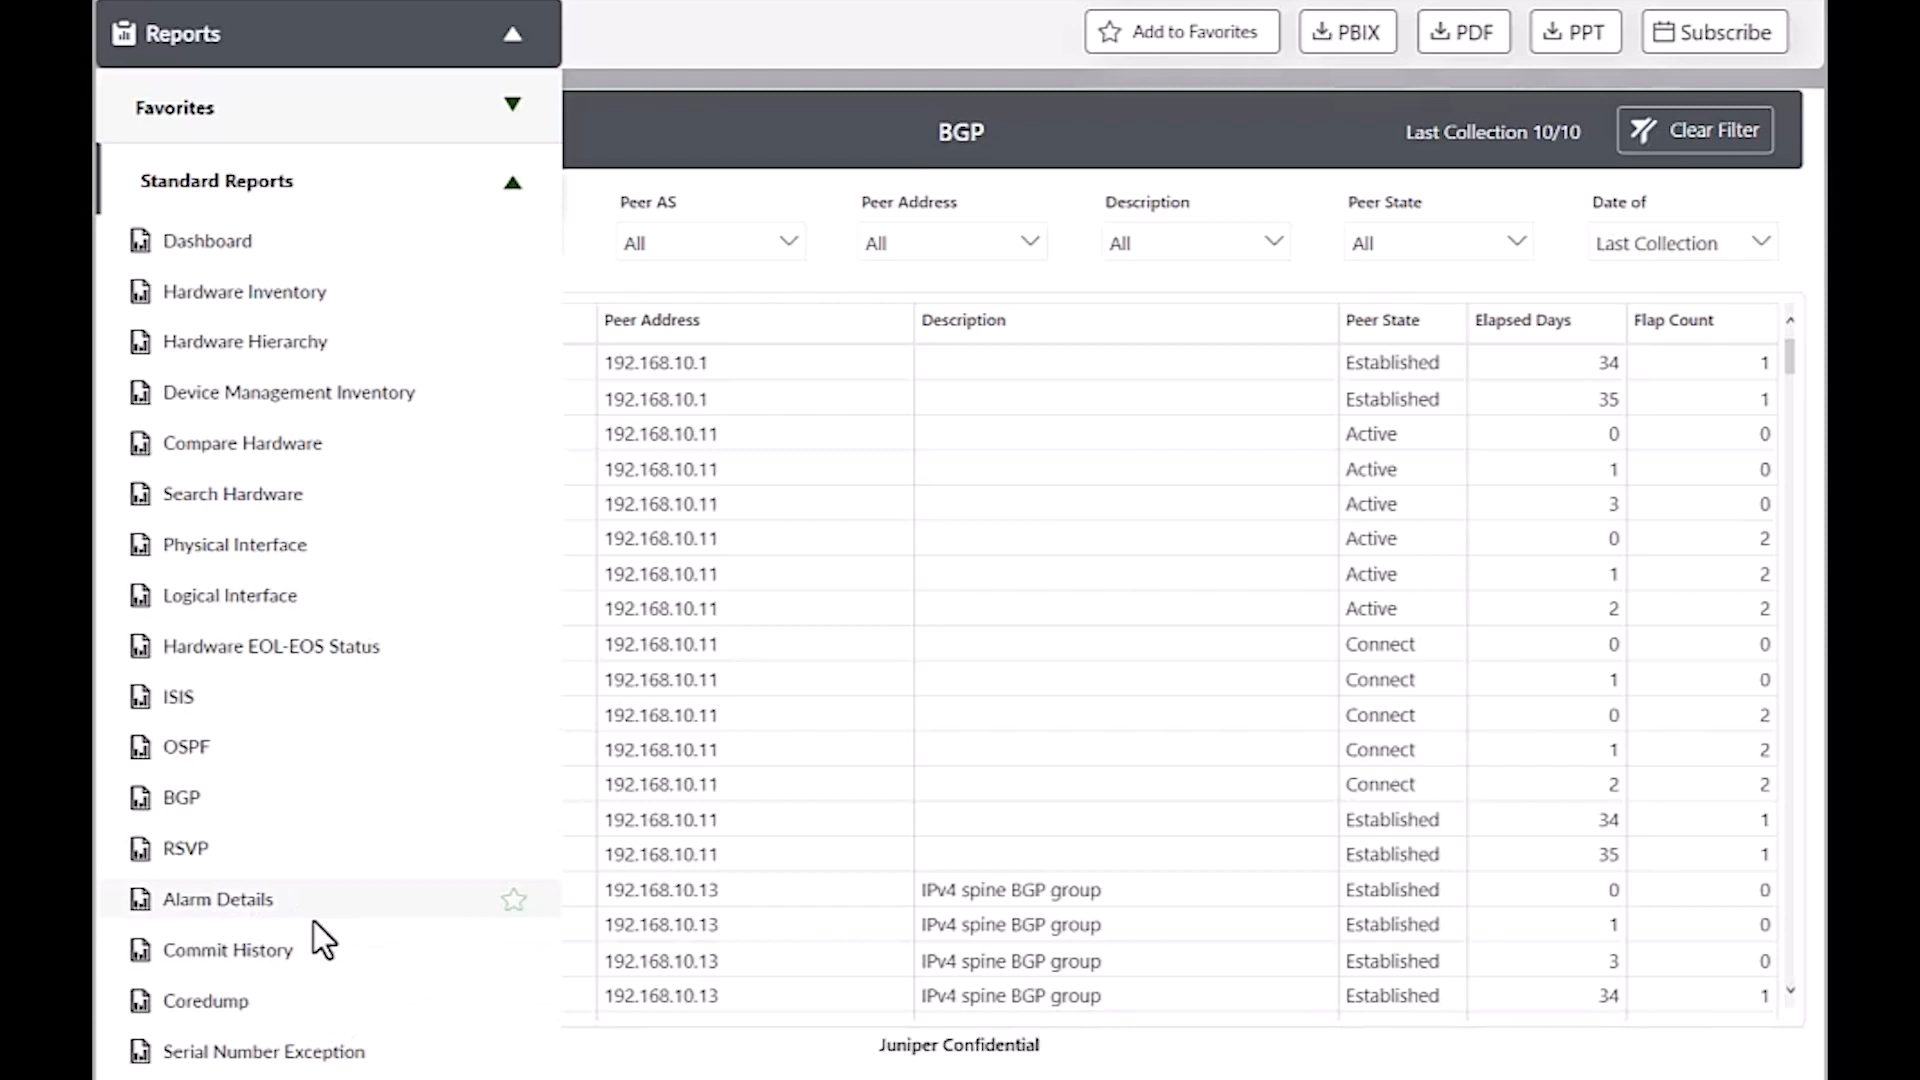 Reports
Add to Favorites
PBIX
PDF
PPT
Subscribe
Favorites
Standard Reports
Dashboard
Hardware Inventory
Hardware Hierarchy
Device Management Inventory
Compare Hardware
Search Hardware
Physical Interface
Logical Interface
Hardware EOL-EOS Status
ISIS
OSPF
BGP
RSVP
Alarm Details
Commit History
Coredump
Serial Number Exception
BGP
Last Collection 10/10
Clear Filter
Peer AS Peer Address Description Peer State Date of
All All All All Last Collection
Peer Address Description Peer State Elapsed Days Flap Count
192.168.10.1 Established 34 1
192.168.10.1 Established 35 1
192.168.10.11 Active 0 0
192.168.10.11 Active 1 0
192.168.10.11 Active 3 0
192.168.10.11 Active 0 2
192.168.10.11 Active 1 2
192.168.10.11 Active 2 2
192.168.10.11 Connect 0 0
192.168.10.11 Connect 1 0
192.168.10.11 Connect 0 2
192.168.10.11 Connect 1 2
192.168.10.11 Connect 2 2
192.168.10.11 Established 34 1
192.168.10.11 Established 35 1
192.168.10.13 IPv4 spine BGP group Established 0 0
192.168.10.13 IPv4 spine BGP group Established 1 0
192.168.10.13 IPv4 spine BGP group Established 3 0
192.168.10.13 IPv4 spine BGP group Established 34 1
Juniper Confidential